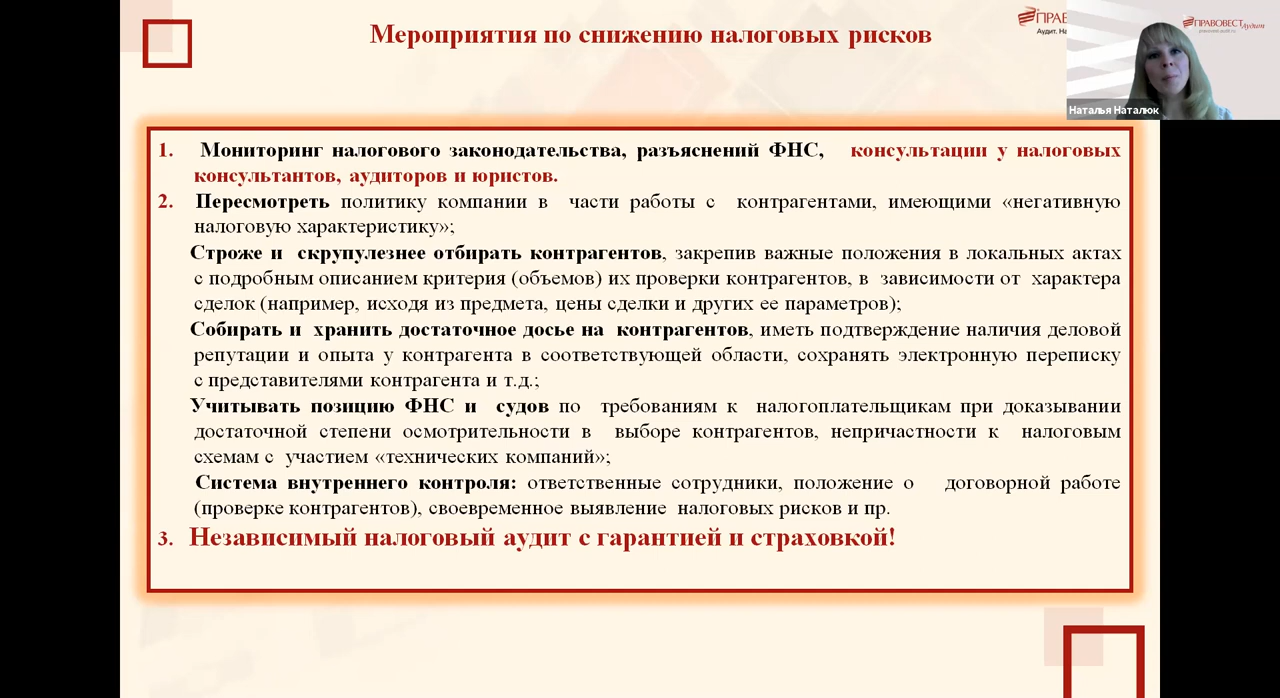 Мероприятия по снижению налоговых рисков
ПРАВОВЕСТ Аудит
pravovest-audit.ru
Наталья Наталюк
1. Мониторинг налогового законодательства, разъяснений ФНС, консультации у налоговых
консультантов, аудиторов и юристов.
2. Пересмотреть политику компании в части работы с контрагентами, имеющими «негативную
налоговую характеристику»;
Строже и скрупулезнее отбирать контрагентов, закрепив важные положения в локальных актах
с подробным описанием критерия (объемов) их проверки контрагентов, в зависимости от характера
сделок (например, исходя из предмета, цены сделки и других ее параметров);
Собирать и хранить достаточное досье на контрагентов, иметь подтверждение наличия деловой
репутации и опыта у контрагента в соответствующей области, сохранять электронную переписку
с представителями контрагента и т.д.;
Учитывать позицию ФНС и судов по требованиям к налогоплательщикам при доказывании
достаточной степени осмотрительности в выборе контрагентов, непричастности к налоговым
схемам с участием «технических компаний»;
Система внутреннего контроля: ответственные сотрудники, положение о договорной работе
(проверке контрагентов), своевременное выявление налоговых рисков и пр.
3. Независимый налоговый аудит с гарантией и страховкой!